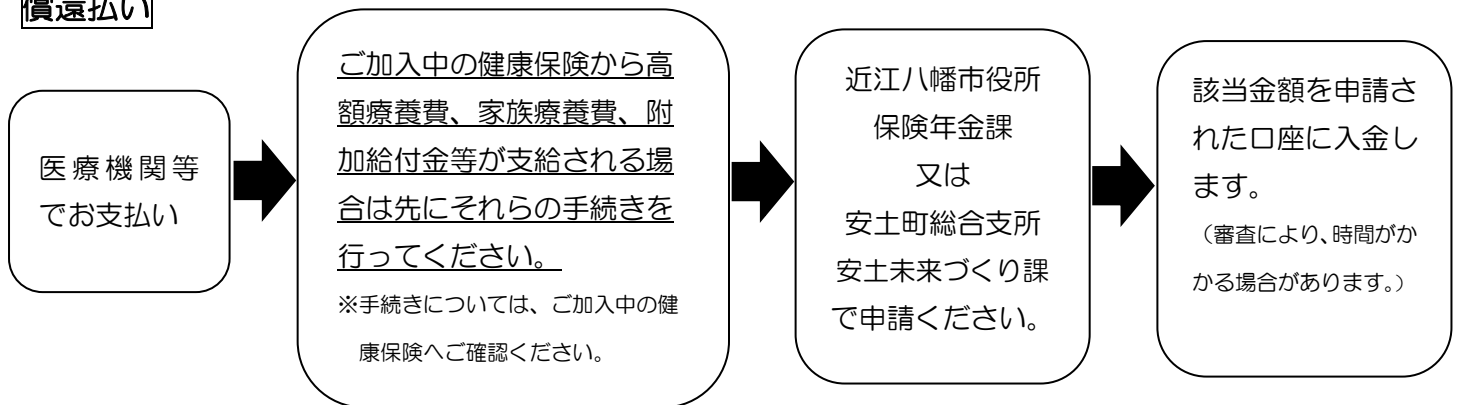 償還払い
医療機関等
でお支払い
ご加入中の健康保険から高
額療養費、家族療養費、附
加給付金等が支給される場
合は先にそれらの手続きを
行ってください。
※手続きについては、ご加入中の健
康保険へご確認ください。
近江八幡市役所
保険年金課
又は
安土町総合支所
安土未来づくり課
で申請ください。
該当金額を申請さ
れた口座に入金し
ます。
（審査により、時間がか
かる場合があります。）